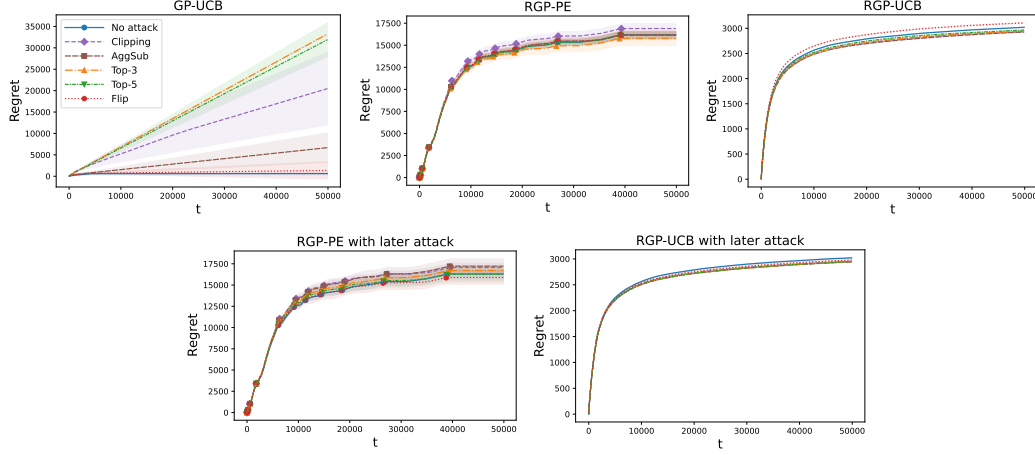 GP-UCB
35000
30000
25000
20000
15000
10000
5000
0
Regret
0 10000 20000 30000 40000 50000
t
No attack
Clipping
AggSub
Top-3
Top-5
Flip
RGP-PE
17500
15000
12500
10000
7500
5000
2500
0
Regret
0 10000 20000 30000 40000 50000
t
RGP-UCB
3000
2500
2000
1500
1000
500
0
Regret
0 10000 20000 30000 40000 50000
t
RGP-PE with later attack
17500
15000
12500
10000
7500
5000
2500
0
Regret
0 10000 20000 30000 40000 50000
t
RGP-UCB with later attack
3000
2500
2000
1500
1000
500
0
Regret
0 10000 20000 30000 40000 50000
t